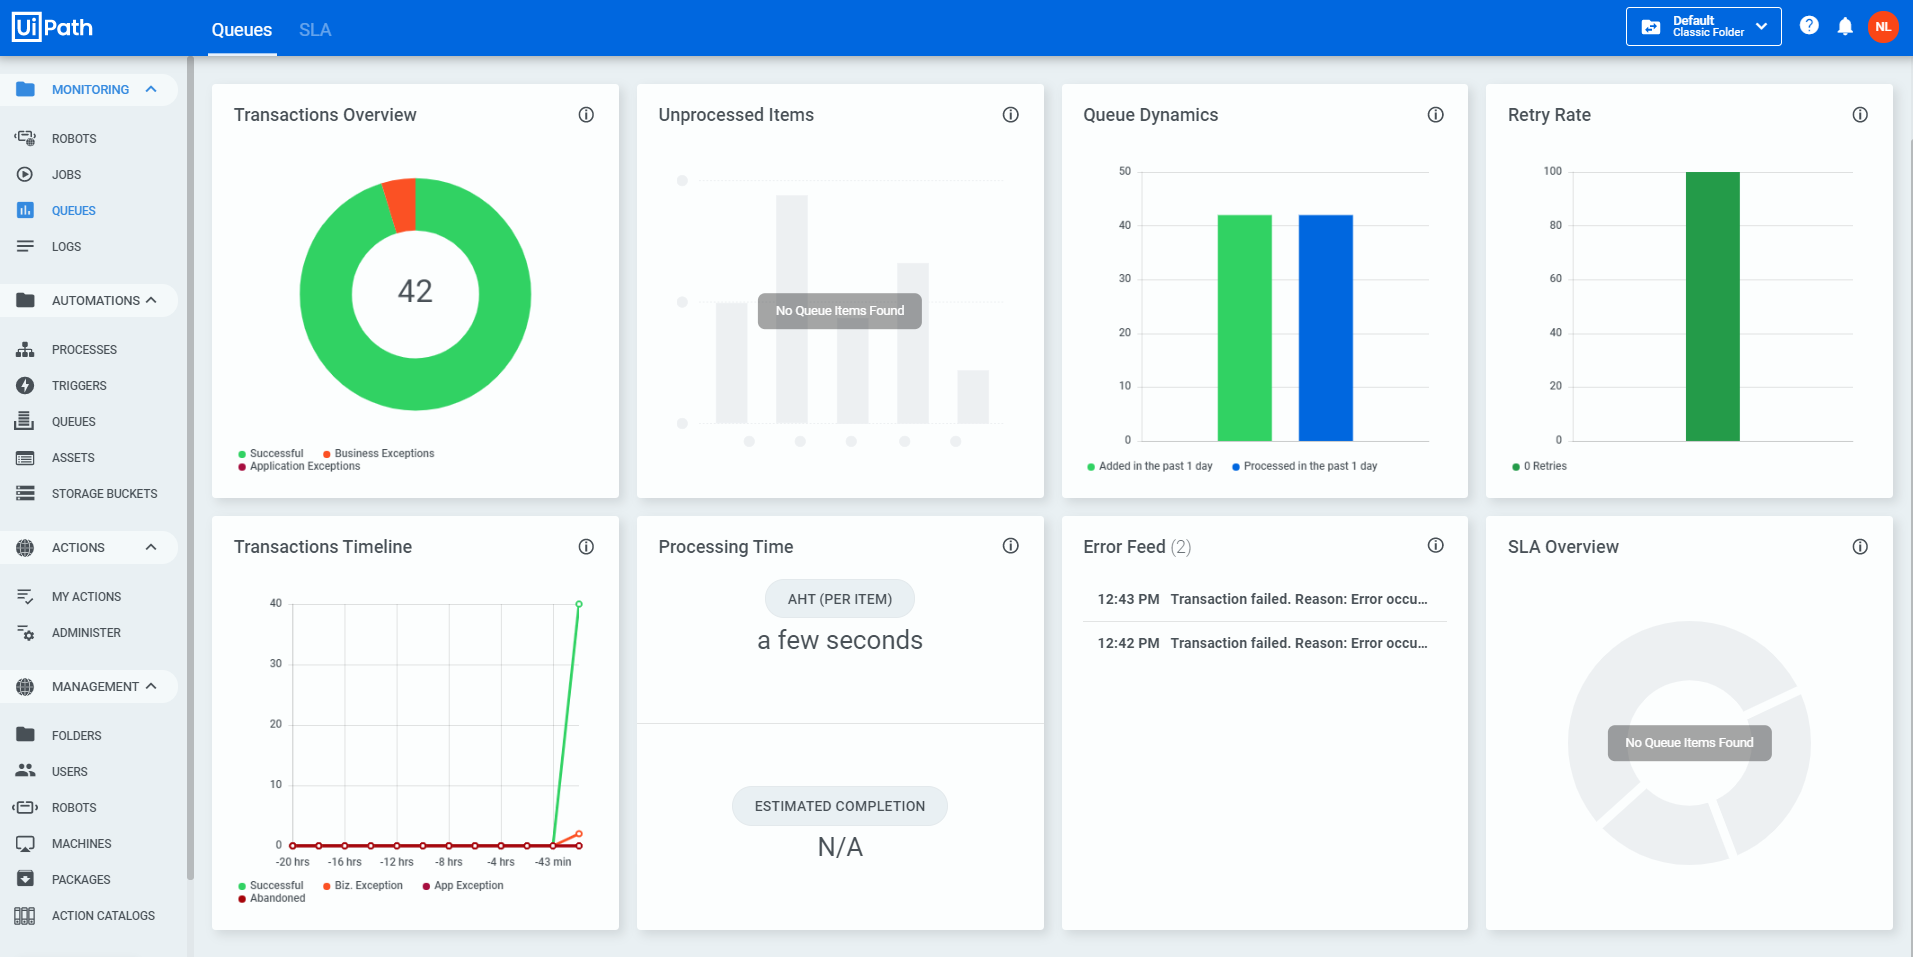 UiPath
Queues SLA
Default
Classic Folder
?
NL
MONITORING
ROBOTS
JOBS
QUEUES
LOGS
AUTOMATIONS
PROCESSES
TRIGGERS
QUEUES
ASSETS
STORAGE BUCKETS
ACTIONS
MY ACTIONS
ADMINISTER
MANAGEMENT
FOLDERS
USERS
ROBOTS
MACHINES
PACKAGES
ACTION CATALOGS
Transactions Overview
42
Successful Business Exceptions
Application Exceptions
Unprocessed Items
No Queue Items Found
Queue Dynamics
50
40
30
20
10
0
Added in the past 1 day Processed in the past 1 day
Retry Rate
100
80
60
40
20
0
0 Retries
Transactions Timeline
40
30
20
10
0
-20 hrs -16 hrs -12 hrs -8 hrs -4 hrs -43 min
Successful Biz. Exception App Exception
Abandoned
Processing Time
AHT (PER ITEM)
a few seconds
ESTIMATED COMPLETION
N/A
Error Feed (2)
12:43 PM Transaction failed. Reason: Error occu...
12:42 PM Transaction failed. Reason: Error occu...
SLA Overview
No Queue Items Found